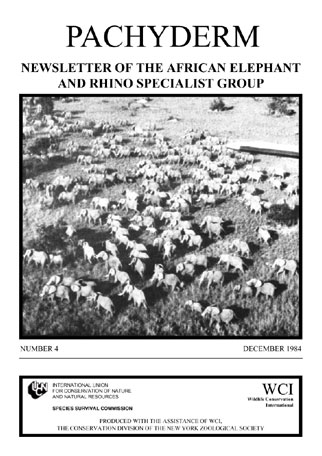 PACHYDERM
NEWSLETTER OF THE AFRICAN ELEPHANT
AND RHINO SPECIALIST GROUP
NUMBER 4
DECEMBER 1984
INTERNATIONAL UNION
FOR CONSERVATION OF NATURE
AND NATURAL RESOURCES
SPECIES SURVIVAL COMMISSION
WCI
Wildlife Conservation
International
PRODUCED WITH THE ASSISTANCE OF WCI,
THE CONSERVATION DIVISION OF THE NEW YORK ZOOLOGICAL SOCIETY